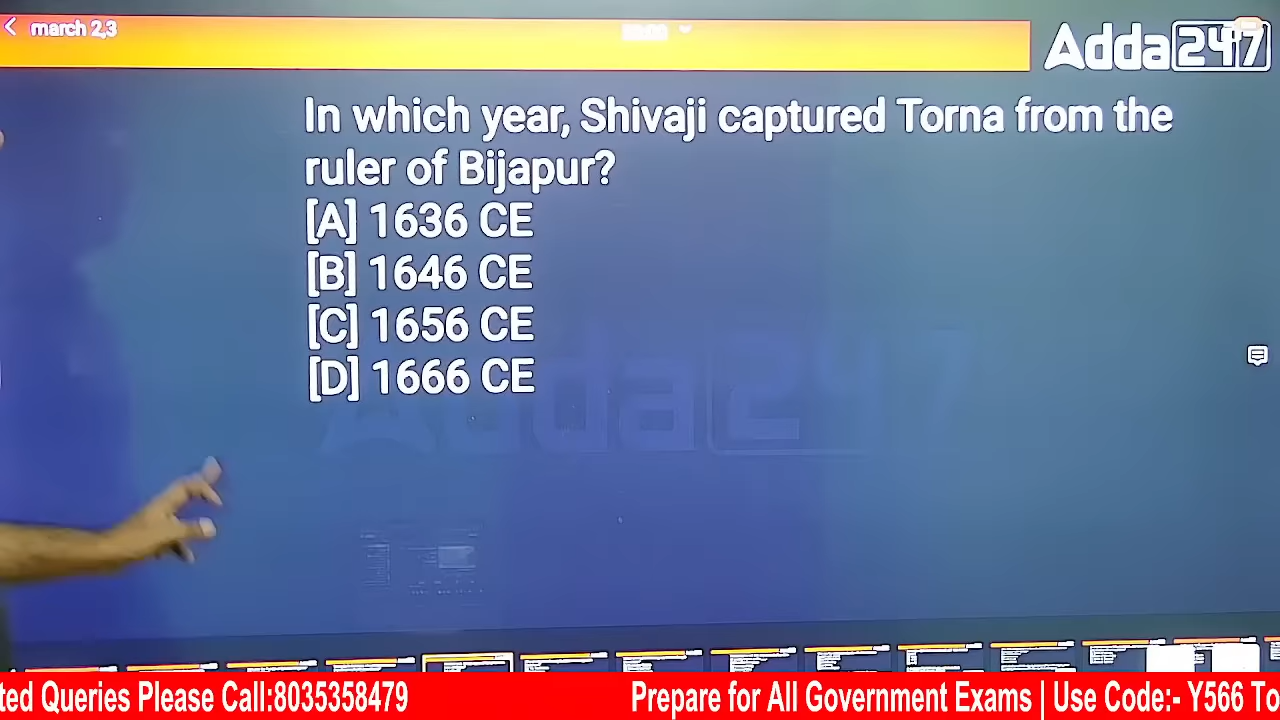 march 2,3
Adda247
In which year, Shivaji captured Torna from the
ruler of Bijapur?
[A] 1636 CE
[B] 1646 CE
[C] 1656 CE
[D] 1666 CE
Adda247
ted Queries Please Call:8035358479
Prepare for All Government Exams | Use Code:- Y566 To